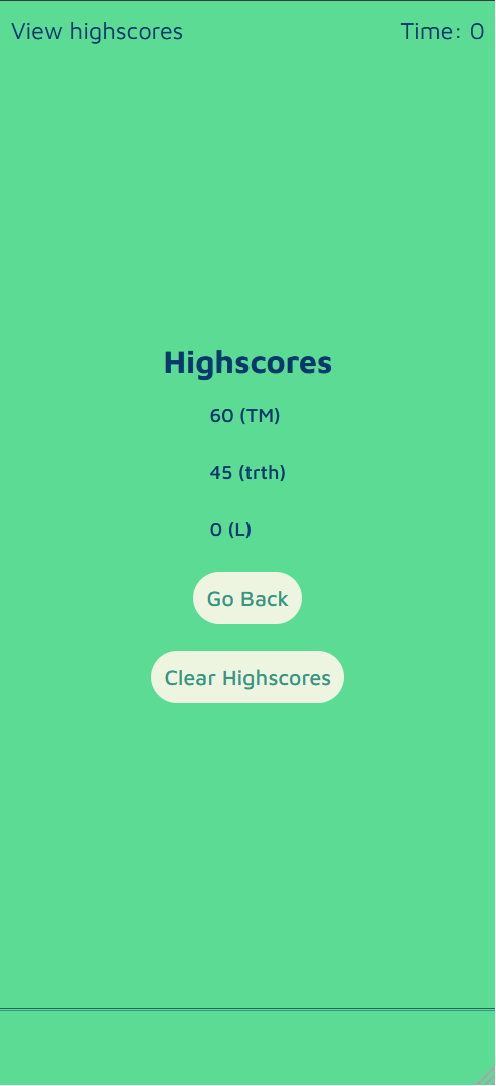 View highscores
Time: 0
Highscores
60 (TM)
45 (trth)
0 (L)
Go Back
Clear Highscores